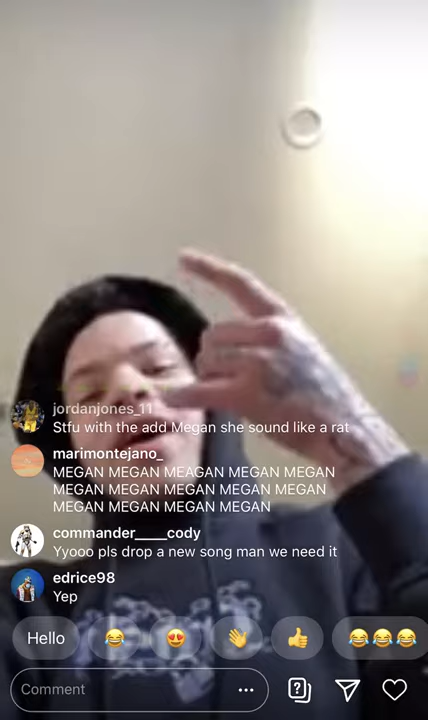 jordanjones_11
Stfu with the add Megan she sound like a rat
marimontejano_
MEGAN MEGAN MEAGAN MEGAN MEGAN
MEGAN MEGAN MEGAN MEGAN MEGAN
MEGAN MEGAN MEGAN MEGAN
commander____cody
Yyooo pls drop a new song man we need it
edrice98
Yep
Hello 😂 😍 👋 👍 😂😂😂
Comment